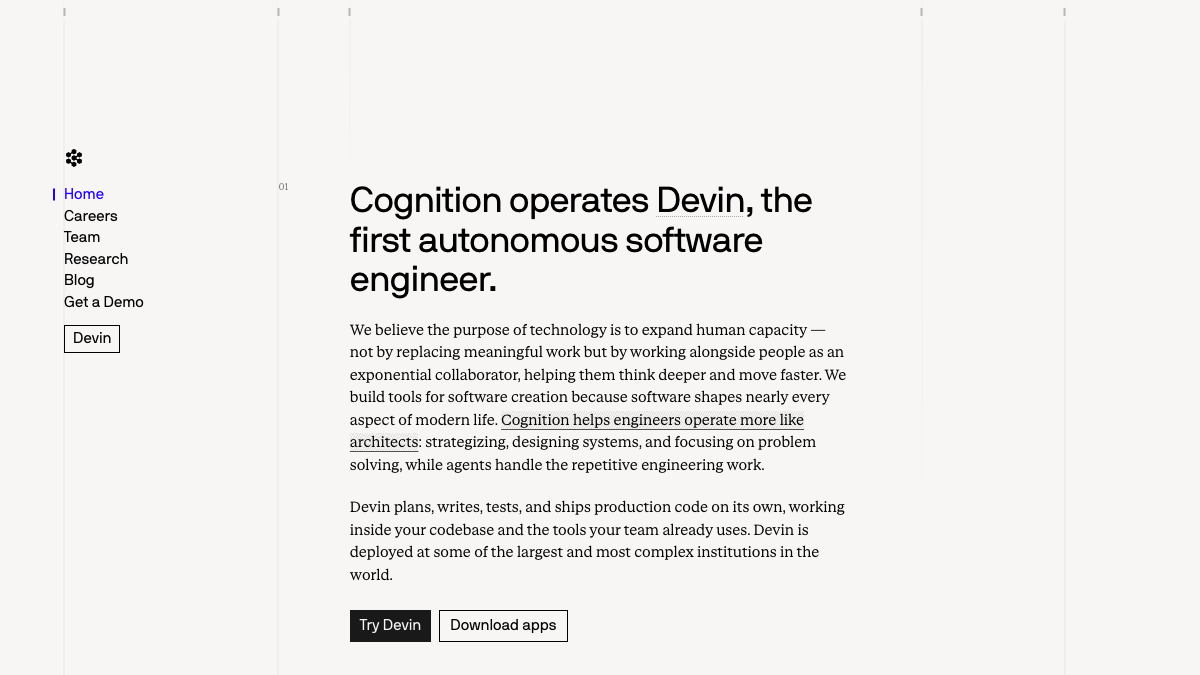 Home
Careers
Team
Research
Blog
Get a Demo
Devin
01
Cognition operates Devin, the
first autonomous software
engineer.
We believe the purpose of technology is to expand human capacity —
not by replacing meaningful work but by working alongside people as an
exponential collaborator, helping them think deeper and move faster. We
build tools for software creation because software shapes nearly every
aspect of modern life. Cognition helps engineers operate more like
architects: strategizing, designing systems, and focusing on problem
solving, while agents handle the repetitive engineering work.
Devin plans, writes, tests, and ships production code on its own, working
inside your codebase and the tools your team already uses. Devin is
deployed at some of the largest and most complex institutions in the
world.
Try Devin
Download apps